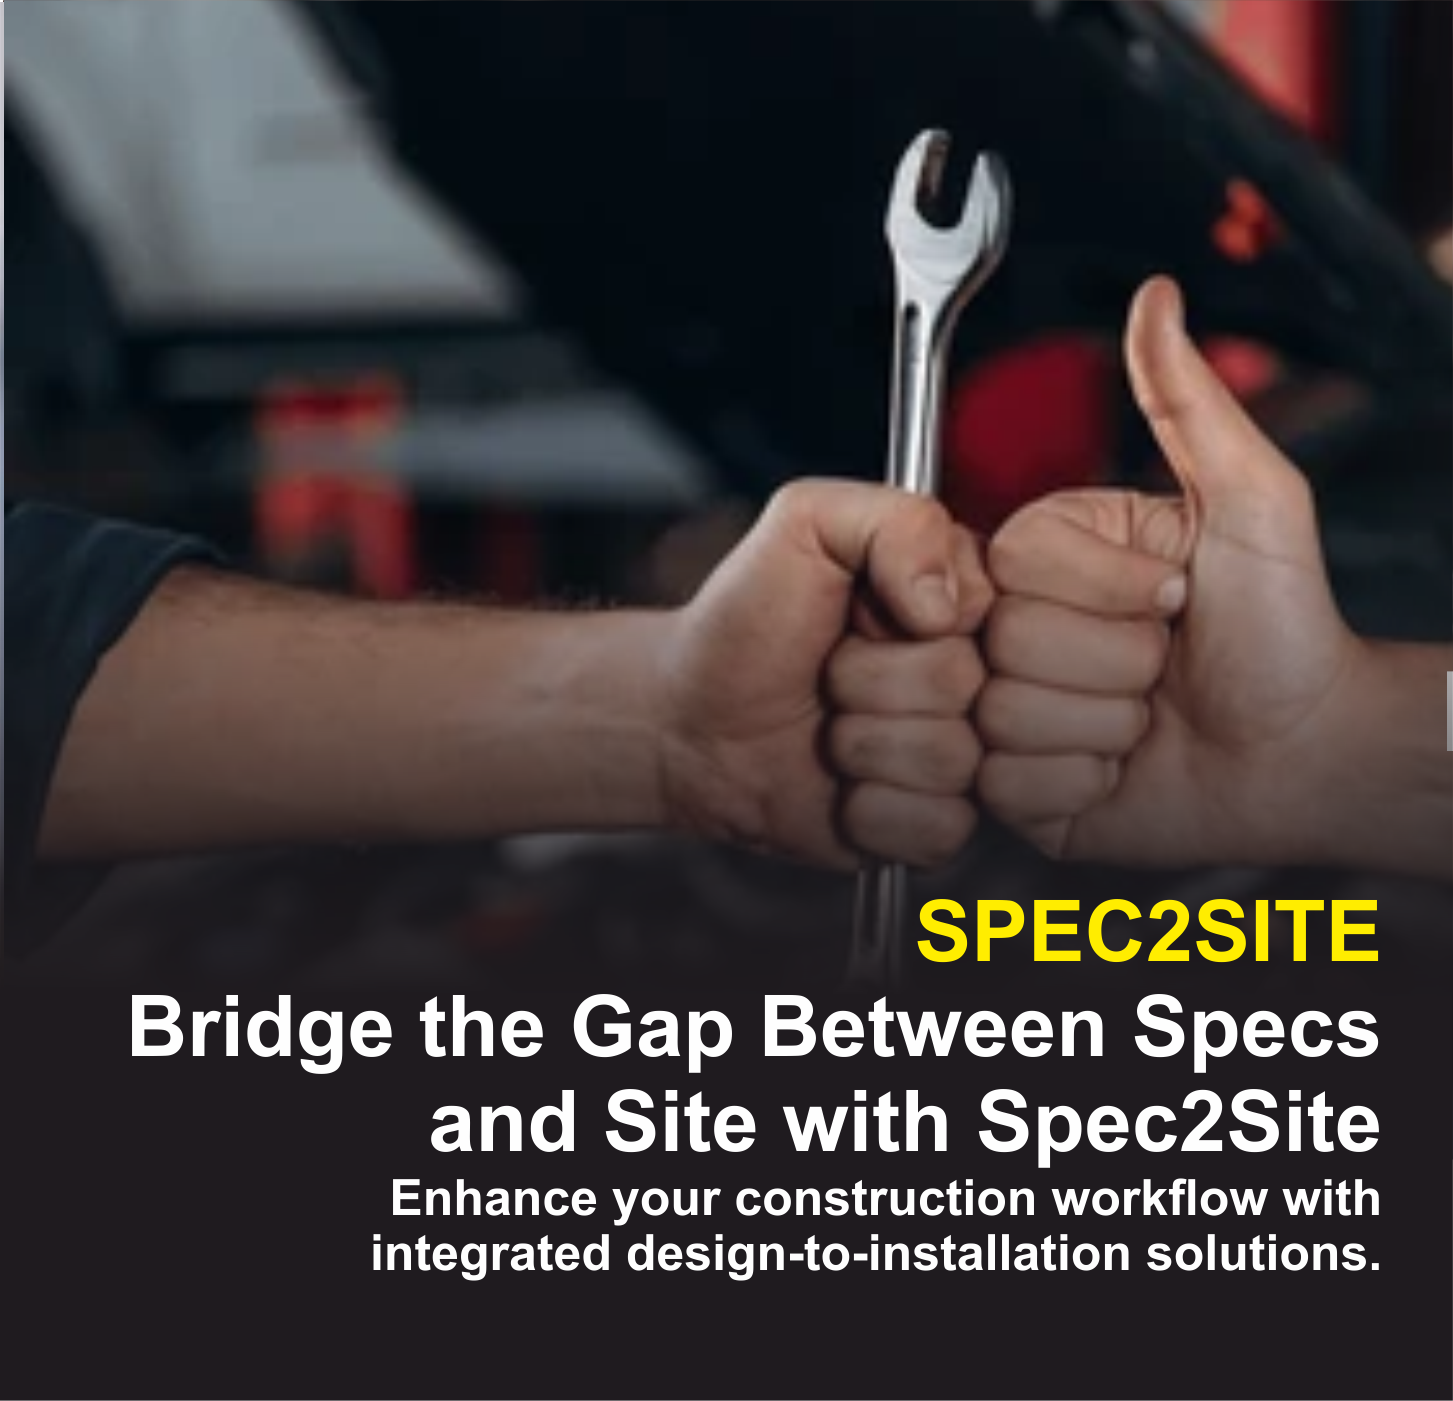 SPEC2SITE
Bridge the Gap Between Specs
and Site with Spec2Site
Enhance your construction workflow with
integrated design-to-installation solutions.